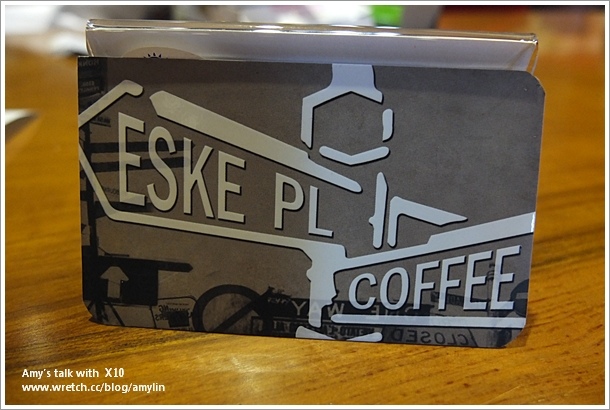 ESKE PL
COFFEE
CLOSED
Amy's talk with X10
www.wretch.cc/blog/amylin